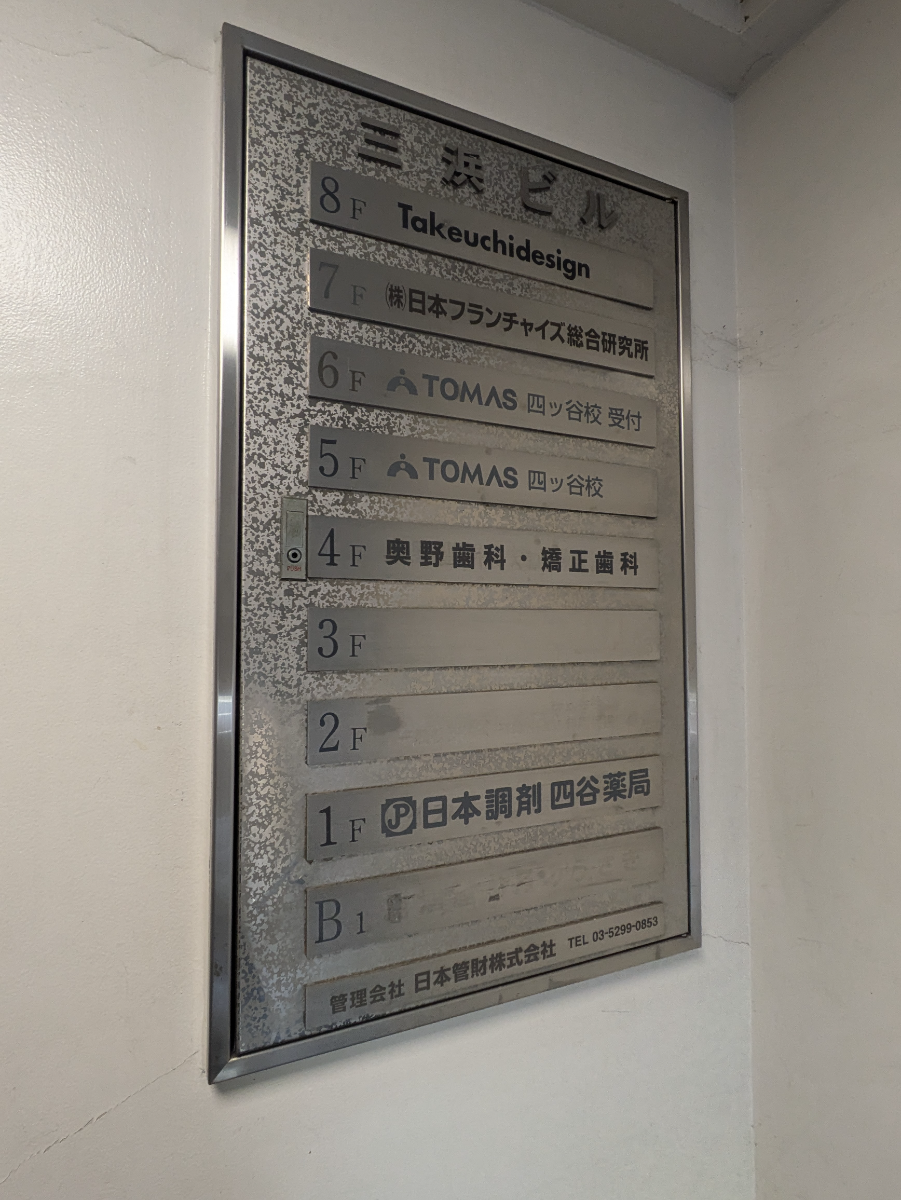 三浜ビル
8F Takeuchidesign
7F ㈱日本フランチャイズ総合研究所
6F TOMAS 四ッ谷校 受付
5F TOMAS 四ッ谷校
4F 奥野歯科・矯正歯科
3F
2F
1F JP 日本調剤 四谷薬局
B1
管理会社 日本管財株式会社 TEL 03-5299-0853